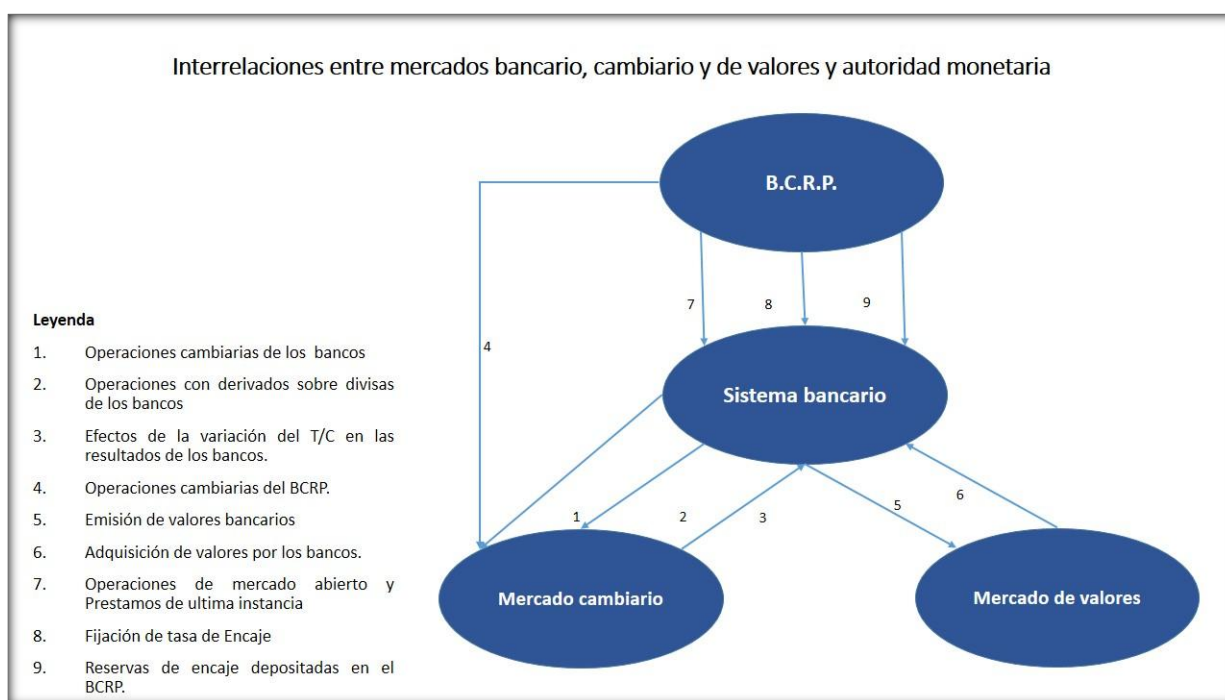 Interrelaciones entre mercados bancario, cambiario y de valores y autoridad monetaria
B.C.R.P.
7
8
9
4
Sistema bancario
1
2
3
5
6
Mercado cambiario
Mercado de valores
Leyenda
1. Operaciones cambiarias de los bancos
2. Operaciones con derivados sobre divisas
de los bancos
3. Efectos de la variación del T/C en las
resultados de los bancos.
4. Operaciones cambiarias del BCRP.
5. Emisión de valores bancarios
6. Adquisición de valores por los bancos.
7. Operaciones de mercado abierto y
Prestamos de ultima instancia
8. Fijación de tasa de Encaje
9. Reservas de encaje depositadas en el
BCRP.